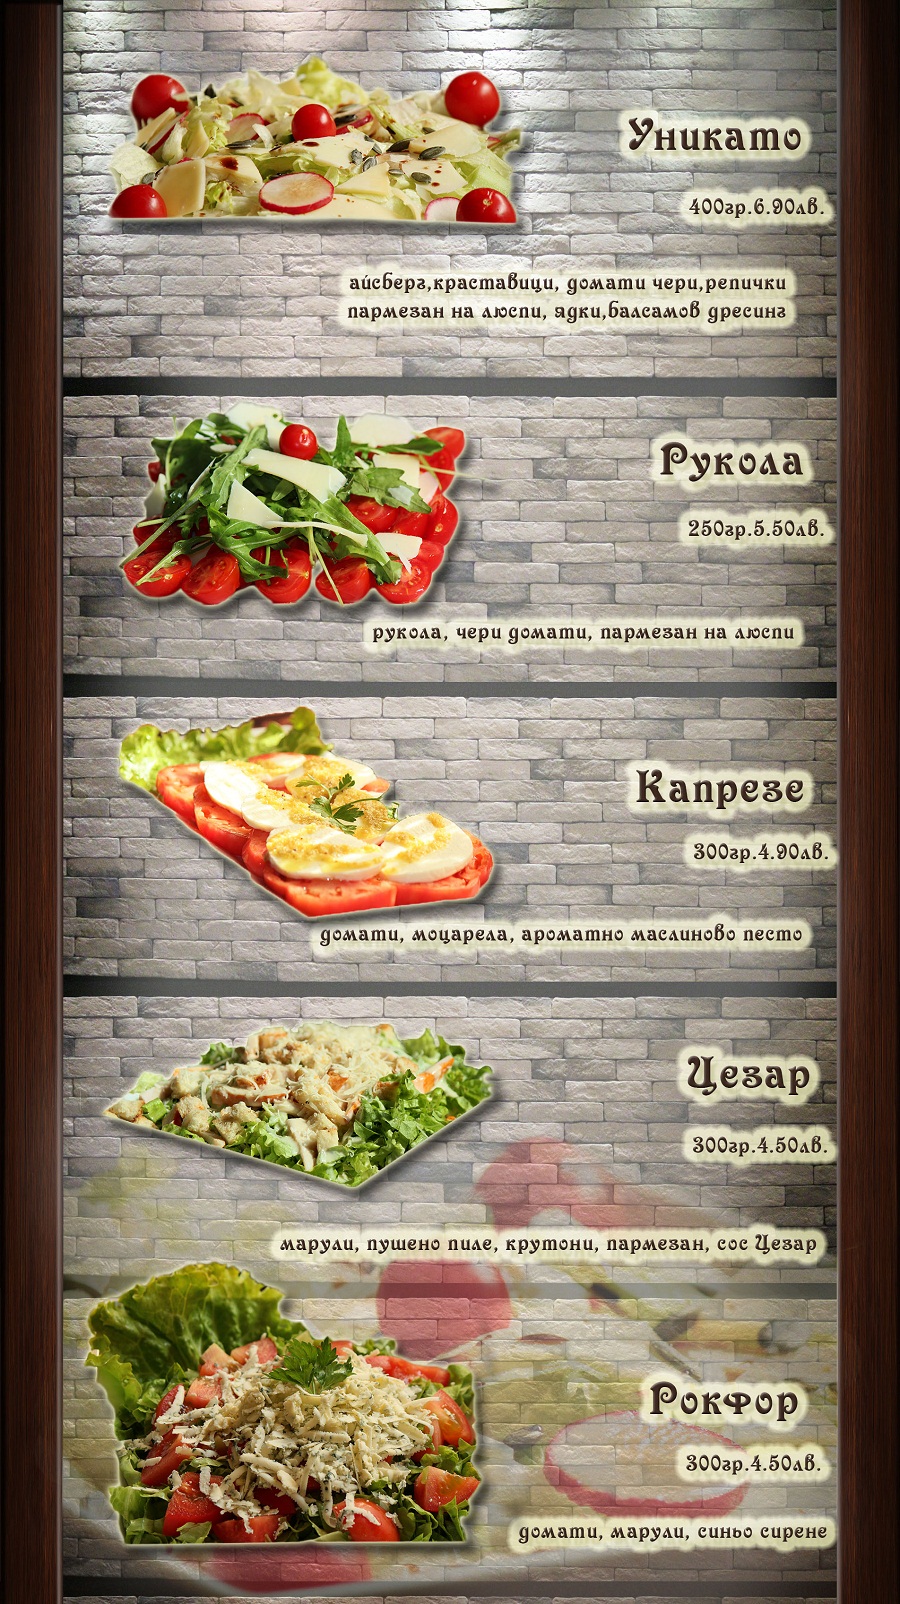 Уникато
400гр.6.90лв.
айсберг,краставици, домати чери,репички
пармезан на люспи, ядки,балсамов дресинг
Рукола
250гр.5.50лв.
рукола, чери домати, пармезан на люспи
Капрезе
300гр.4.90лв.
домати, моцарела, ароматно маслиново песто
Цезар
300гр.4.50лв.
марули, пушено пиле, крутони, пармезан, сос Цезар
Рокфор
300гр.4.50лв.
домати, марули, синьо сирене